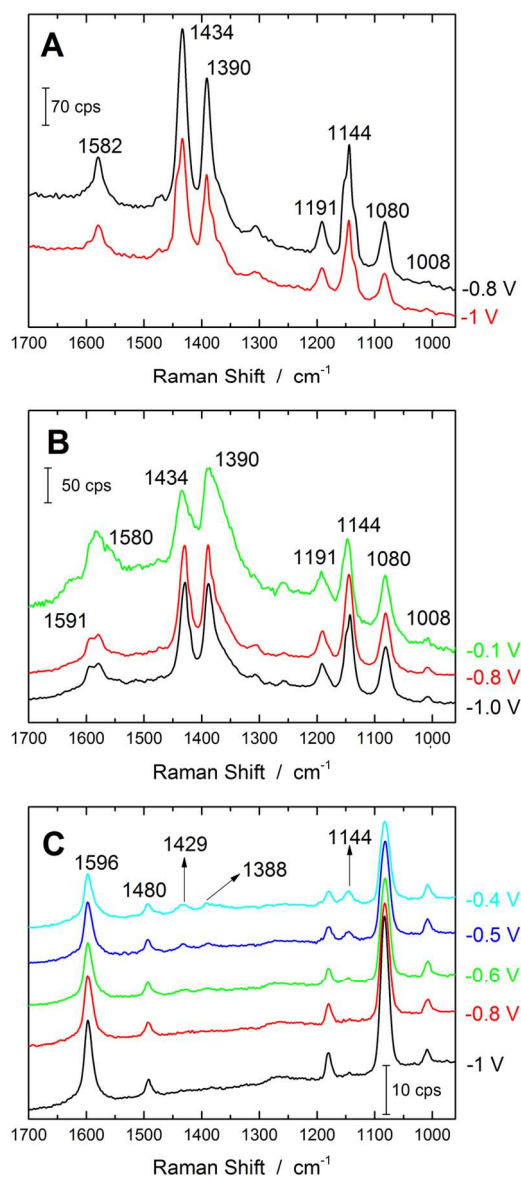 A
1434
1390
70 cps
1582
1144
1191
1080
1008
-0.8 V
-1 V
1700 1600 1500 1400 1300 1200 1100 1000
Raman Shift / cm⁻¹
B
50 cps
1434
1390
1580
1144
1191
1080
1591
1008
-0.1 V
-0.8 V
-1.0 V
1700 1600 1500 1400 1300 1200 1100 1000
Raman Shift / cm⁻¹
C
1429
1144
1596
1388
1480
-0.4 V
-0.5 V
-0.6 V
-0.8 V
-1 V
10 cps
1700 1600 1500 1400 1300 1200 1100 1000
Raman Shift / cm⁻¹